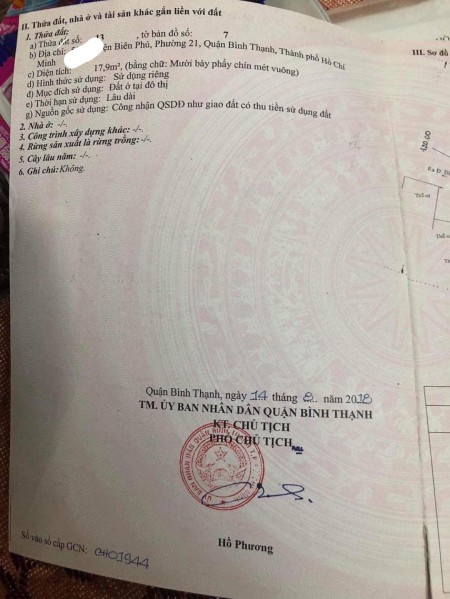 II. Thửa đất, nhà ở và tài sản khác gắn liền với đất
1. Thửa đất:
a) Thửa đất số: 13, tờ bản đồ số: 7
b) Địa chỉ: Biên Phủ, Phường 21, Quận Bình Thạnh, Thành phố Hồ Chí
Minh
c) Diện tích: 17,9m², (bằng chữ: Mười bảy phẩy chín mét vuông)
d) Hình thức sử dụng: Sử dụng riêng
đ) Mục đích sử dụng: Đất ở tại đô thị
e) Thời hạn sử dụng: Lâu dài
g) Nguồn gốc sử dụng: Công nhận QSDĐ như giao đất có thu tiền sử dụng đất
2. Nhà ở: -/-
3. Công trình xây dựng khác: -/-
4. Rừng sản xuất là rừng trồng: -/-
5. Cây lâu năm: -/-
6. Ghi chú: Không.
III. Sơ đồ
Quận Bình Thạnh, ngày 14 tháng 8 năm 2018
TM. ỦY BAN NHÂN DÂN QUẬN BÌNH THẠNH
KT. CHỦ TỊCH
PHÓ CHỦ TỊCH
Hồ Phương
Số vào sổ cấp GCN: CH01944